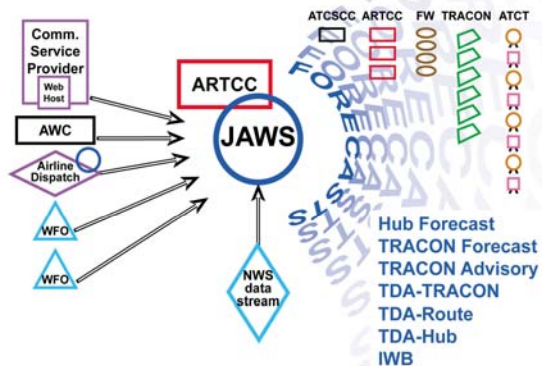 Comm.
Service
Provider
Web
Host
AWC
Airline
Dispatch
WFO
WFO
ARTCC
JAWS
NWS
data
stream
FORECASTS
ATCSCC ARTCC FW TRACON ATCT
Hub Forecast
TRACON Forecast
TRACON Advisory
TDA-TRACON
TDA-Route
TDA-Hub
IWB